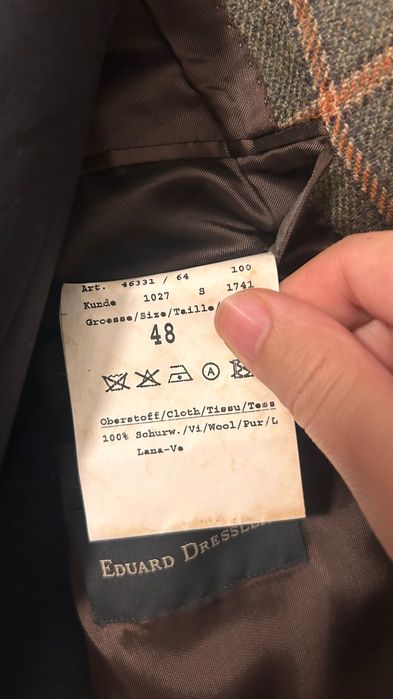 Art. 46331 / 64 100
Kunde 1027 S 1741
Groesse/Size/Taille/
48
A
Oberstoff/Cloth/Tissu/Tess
100% Schurw./Vi/Wool/Pur/L
Lana-Ve
EDUARD DRESSLE